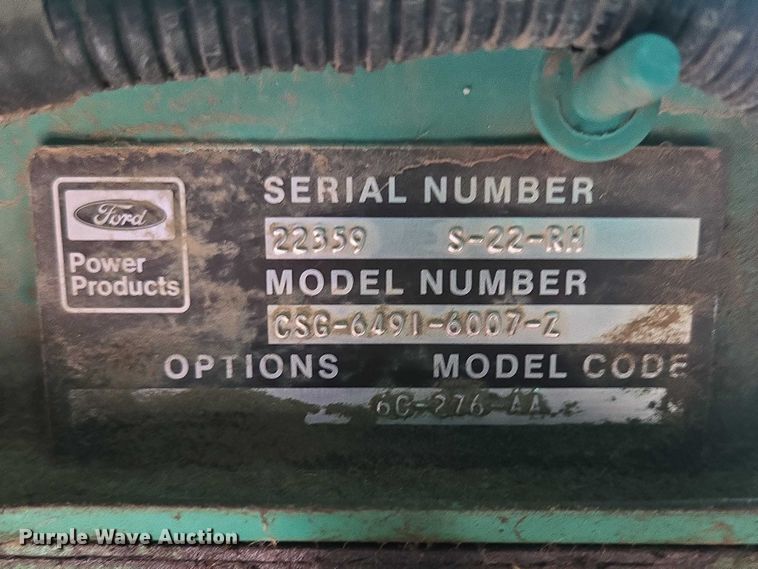 Ford
Power
Products
SERIAL NUMBER
22359 S-22-RH
MODEL NUMBER
CSG-6491-6007-Z
OPTIONS MODEL CODE
6C-276-AA
Purple Wave Auction